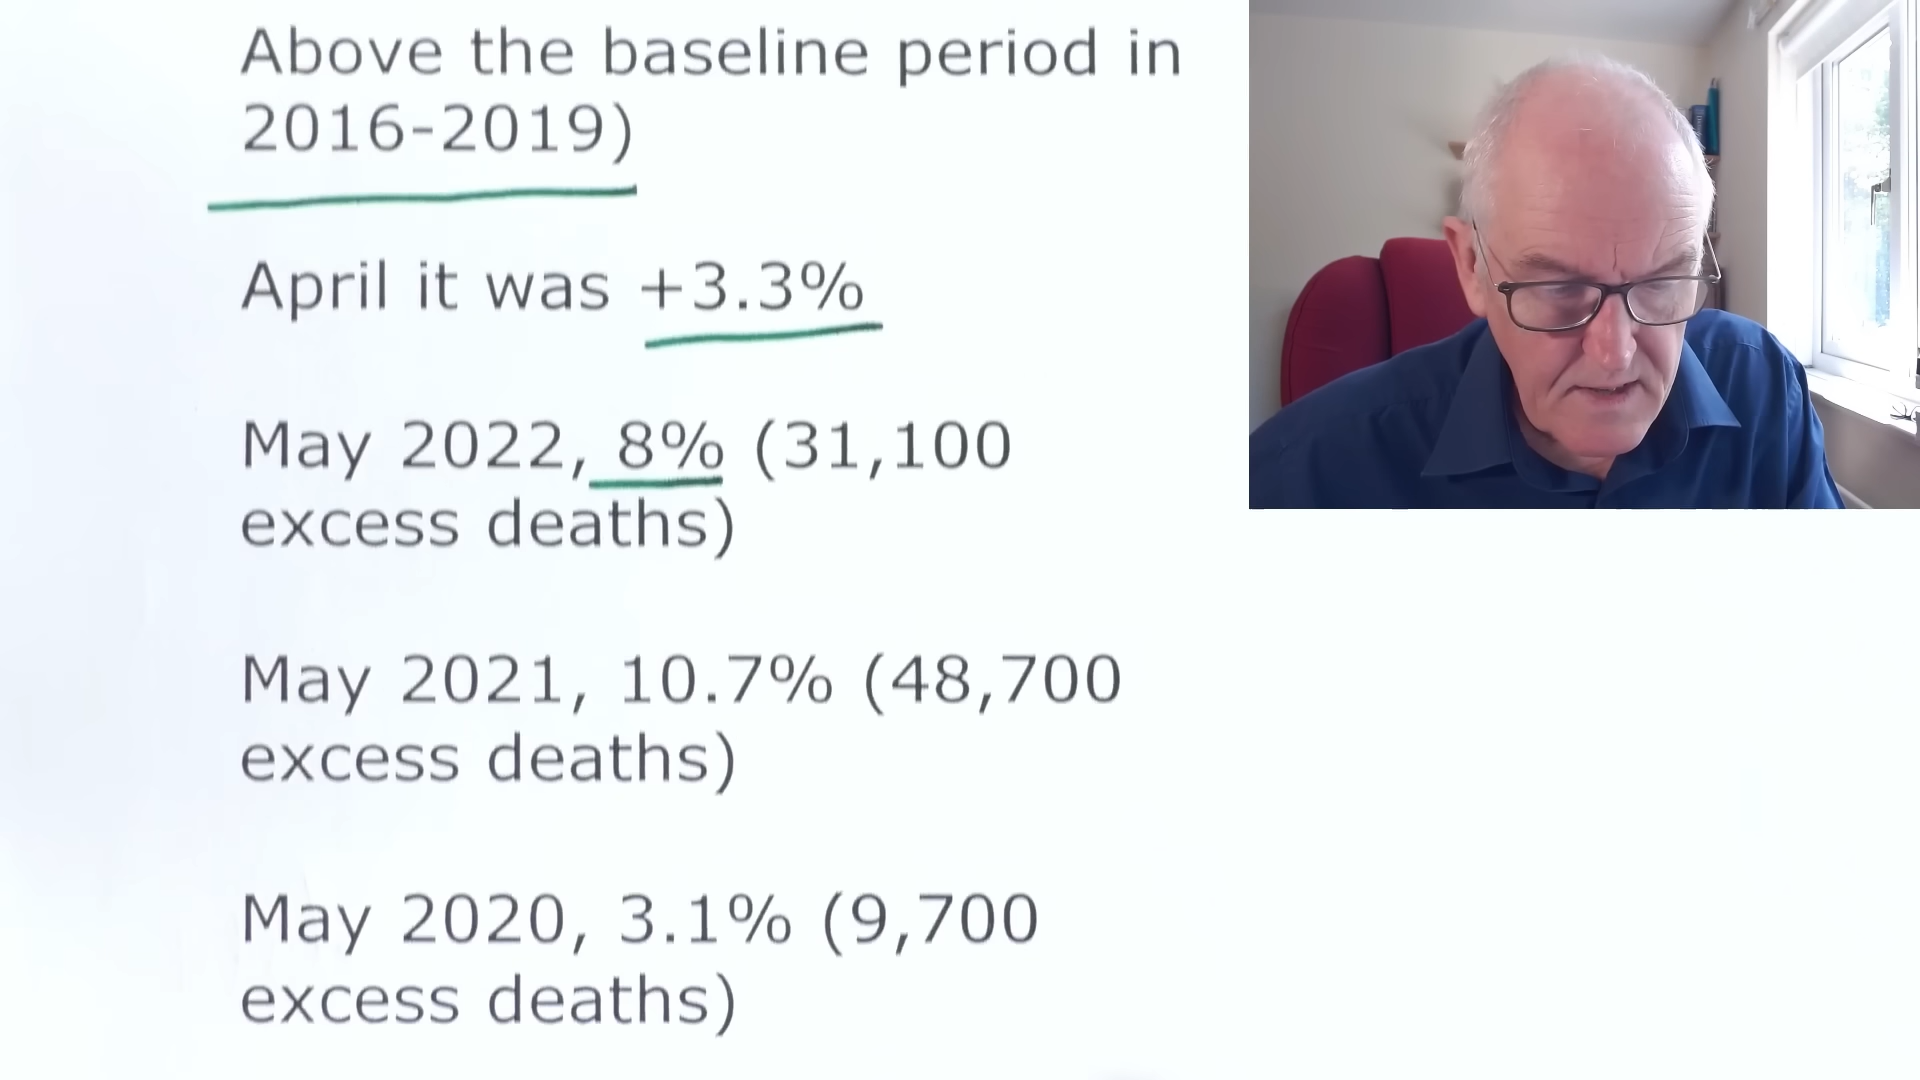 Above the baseline period in
2016-2019)
April it was +3.3%
May 2022, 8% (31,100
excess deaths)
May 2021, 10.7% (48,700
excess deaths)
May 2020, 3.1% (9,700
excess deaths)